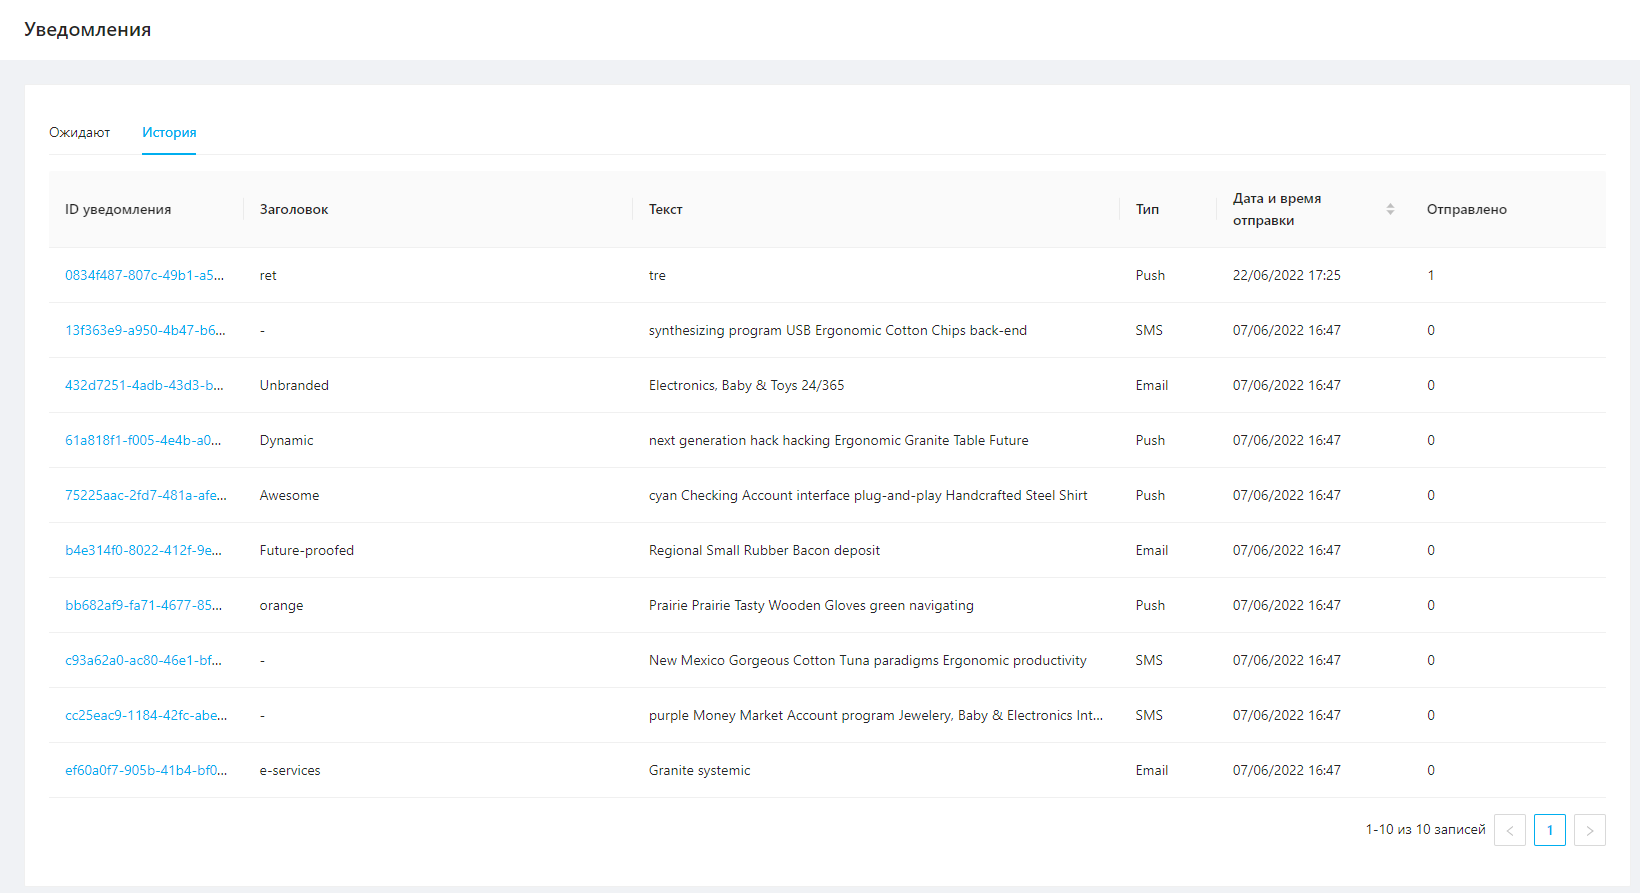 Уведомления
Ожидают История
ID уведомления Заголовок Текст Тип Дата и время отправки Отправлено
0834f487-807c-49b1-a5... ret tre Push 22/06/2022 17:25 1
13f363e9-a950-4b47-b6... - synthesizing program USB Ergonomic Cotton Chips back-end SMS 07/06/2022 16:47 0
432d7251-4adb-43d3-b... Unbranded Electronics, Baby & Toys 24/365 Email 07/06/2022 16:47 0
61a818f1-f005-4e4b-a0... Dynamic next generation hack hacking Ergonomic Granite Table Future Push 07/06/2022 16:47 0
75225aac-2fd7-481a-afe... Awesome cyan Checking Account interface plug-and-play Handcrafted Steel Shirt Push 07/06/2022 16:47 0
b4e314f0-8022-412f-9e... Future-proofed Regional Small Rubber Bacon deposit Email 07/06/2022 16:47 0
bb682af9-fa71-4677-85... orange Prairie Prairie Tasty Wooden Gloves green navigating Push 07/06/2022 16:47 0
c93a62a0-ac80-46e1-bf... - New Mexico Gorgeous Cotton Tuna paradigms Ergonomic productivity SMS 07/06/2022 16:47 0
cc25eac9-1184-42fc-abe... - purple Money Market Account program Jewelery, Baby & Electronics Int... SMS 07/06/2022 16:47 0
ef60a0f7-905b-41b4-bf0... e-services Granite systemic Email 07/06/2022 16:47 0
1-10 из 10 записей < 1 >